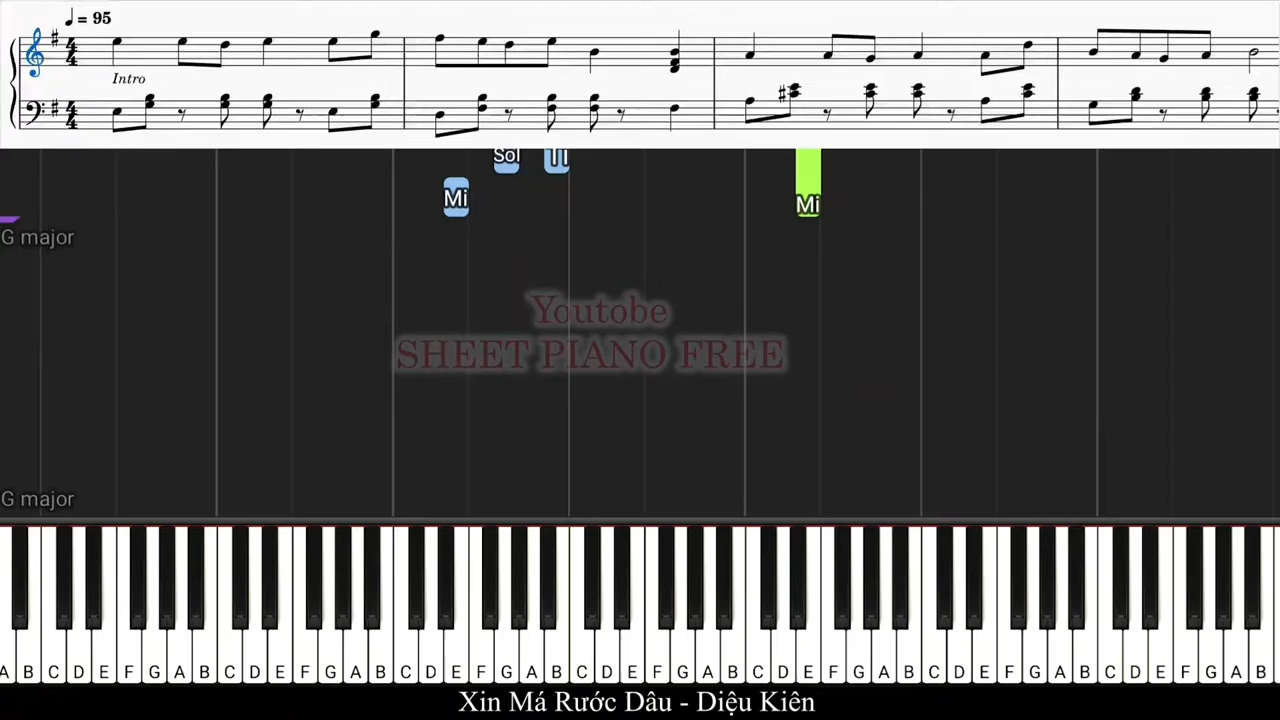 = 95
Intro
Sol
Mi
Mi
G major
Youtobe
SHEET PIANO FREE
G major
A B C D E F G A B C D E F G A B C D E F G A B C D E F G A B C D E F G A B C D E F G A B C D E F G A B
Xin Má Rước Dâu - Diệu Kiên